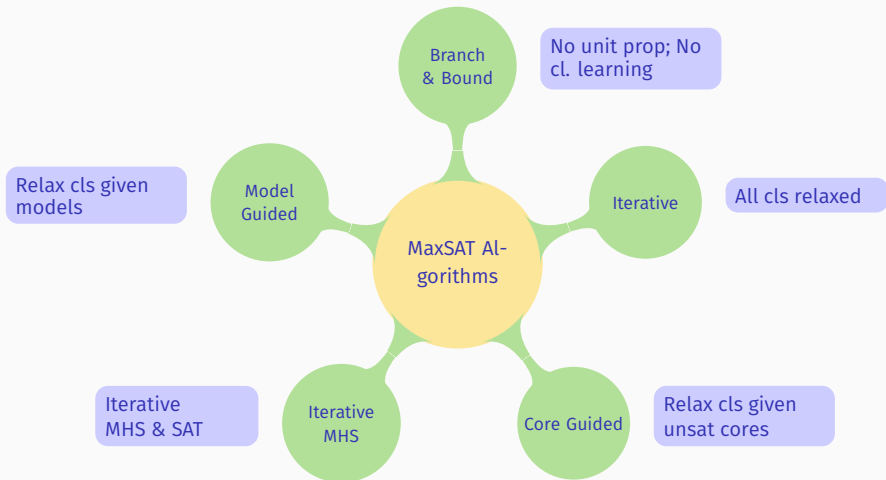 Branch
& Bound
No unit prop; No
cl. learning
Relax cls given
models
Model
Guided
Iterative
All cls relaxed
MaxSAT Al-
gorithms
Iterative
MHS & SAT
Iterative
MHS
Core Guided
Relax cls given
unsat cores